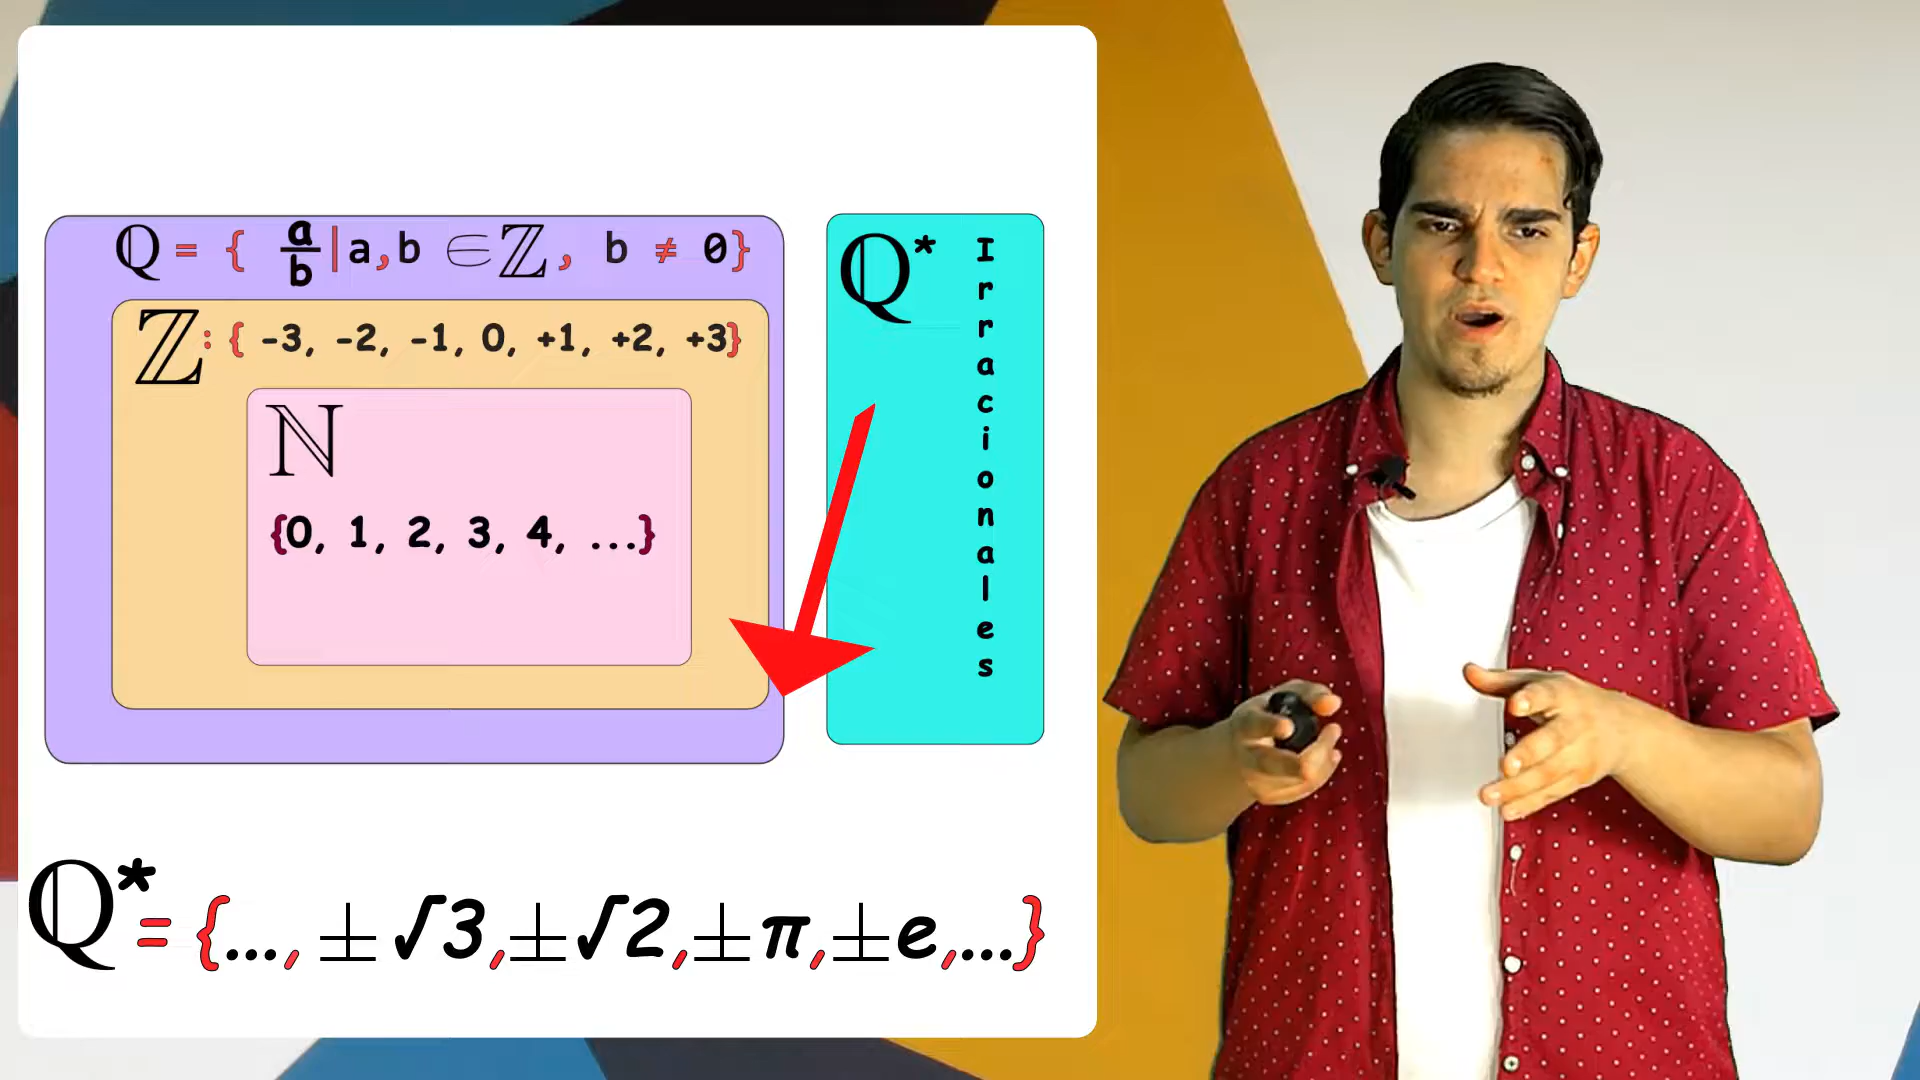 ℚ = { a/b | a,b ∈ ℤ, b ≠ 0}
ℤ: { -3, -2, -1, 0, +1, +2, +3}
ℕ
{0, 1, 2, 3, 4, ...}
ℚ*
Irracionales
ℚ* = {..., ±√3, ±√2, ±π, ±e, ...}